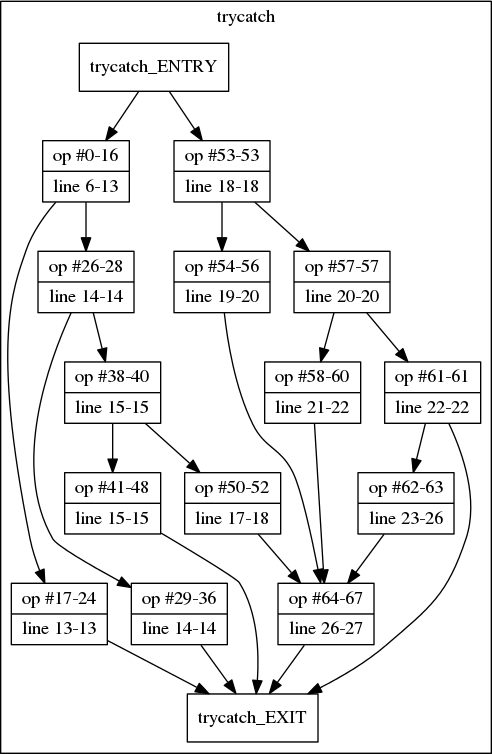 trycatch
trycatch_ENTRY
op #0-16
line 6-13
op #53-53
line 18-18
op #26-28
line 14-14
op #54-56
line 19-20
op #57-57
line 20-20
op #38-40
line 15-15
op #58-60
line 21-22
op #61-61
line 22-22
op #41-48
line 15-15
op #50-52
line 17-18
op #62-63
line 23-26
op #17-24
line 13-13
op #29-36
line 14-14
op #64-67
line 26-27
trycatch_EXIT